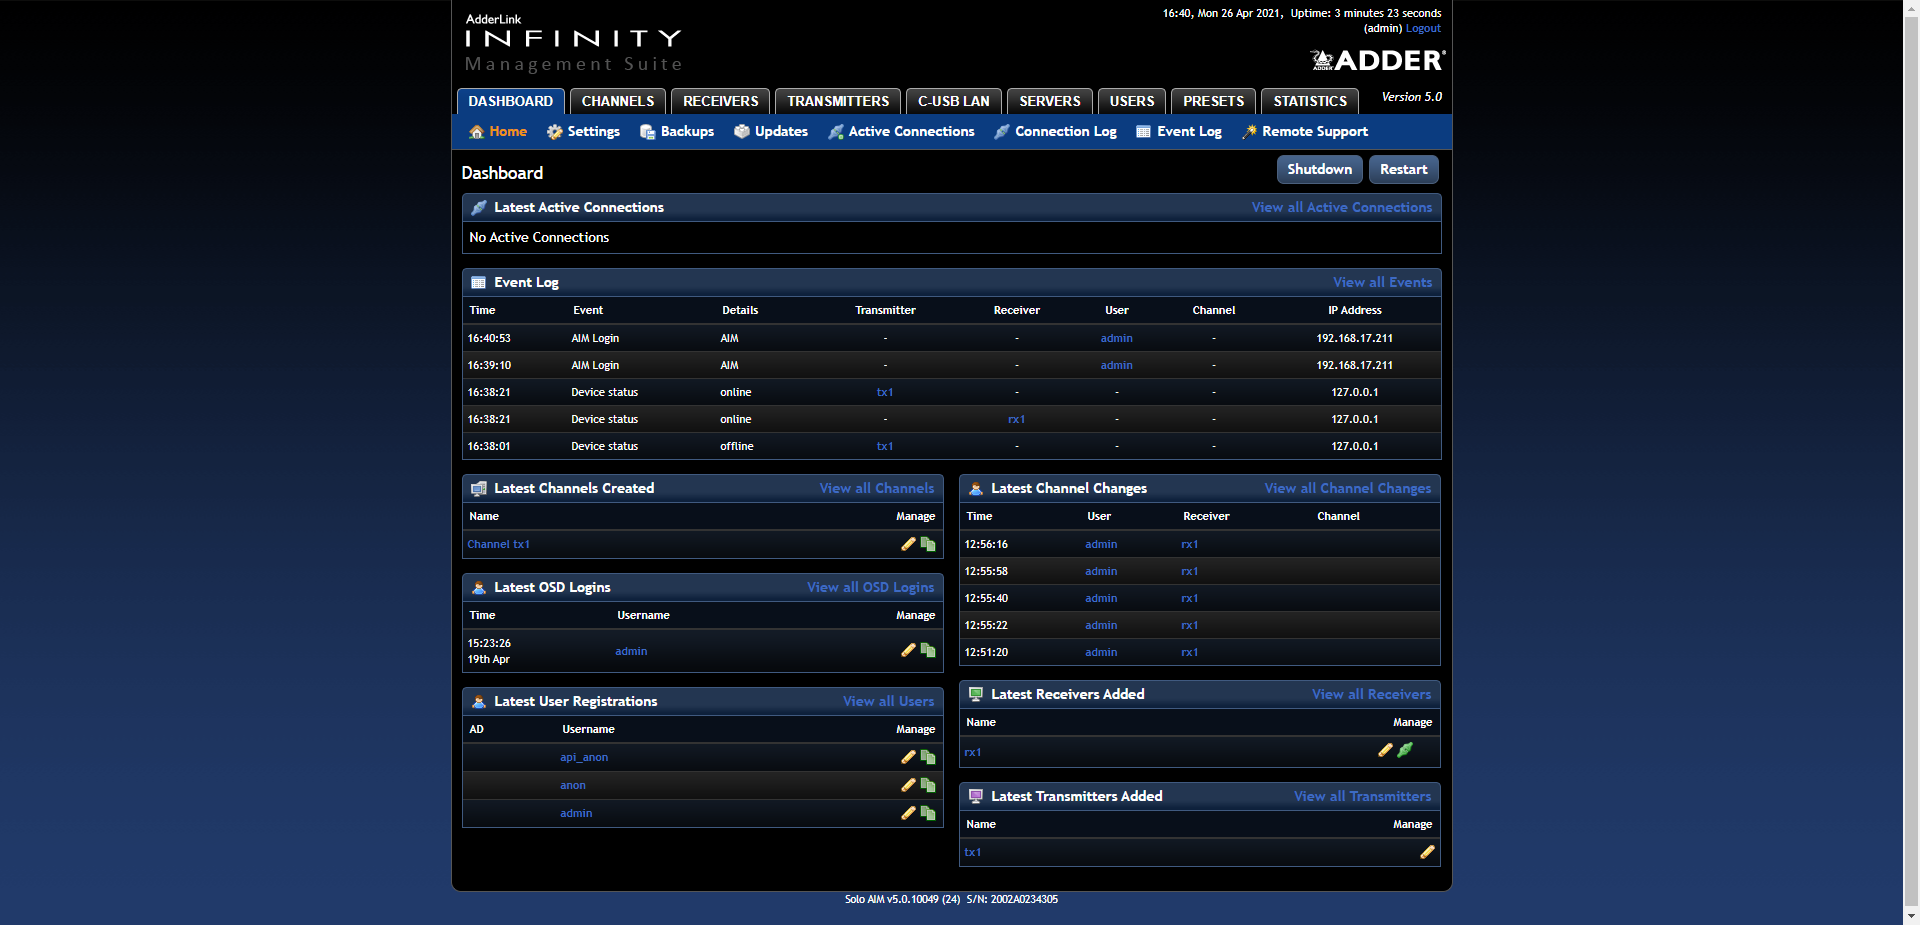 AdderLink
INFINITY
Management Suite
16:40, Mon 26 Apr 2021, Uptime: 3 minutes 23 seconds
(admin) Logout
ADDER
ADDER®
DASHBOARD CHANNELS RECEIVERS TRANSMITTERS C-USB LAN SERVERS USERS PRESETS STATISTICS Version 5.0
Home Settings Backups Updates Active Connections Connection Log Event Log Remote Support
Dashboard Shutdown Restart
Latest Active Connections View all Active Connections
No Active Connections
Event Log View all Events
Time Event Details Transmitter Receiver User Channel IP Address
16:40:53 AIM Login AIM - - admin - 192.168.17.211
16:39:10 AIM Login AIM - - admin - 192.168.17.211
16:38:21 Device status online tx1 - - - 127.0.0.1
16:38:21 Device status online - rx1 - - 127.0.0.1
16:38:01 Device status offline tx1 - - - 127.0.0.1
Latest Channels Created View all Channels
Name Manage
Channel tx1
Latest OSD Logins View all OSD Logins
Time Username Manage
15:23:26
19th Apr admin
Latest User Registrations View all Users
AD Username Manage
api_anon
anon
admin
Latest Channel Changes View all Channel Changes
Time User Receiver Channel
12:56:16 admin rx1
12:55:58 admin rx1
12:55:40 admin rx1
12:55:22 admin rx1
12:51:20 admin rx1
Latest Receivers Added View all Receivers
Name Manage
rx1
Latest Transmitters Added View all Transmitters
Name Manage
tx1
Solo AIM v5.0.10049 (24) S/N: 2002A0234305